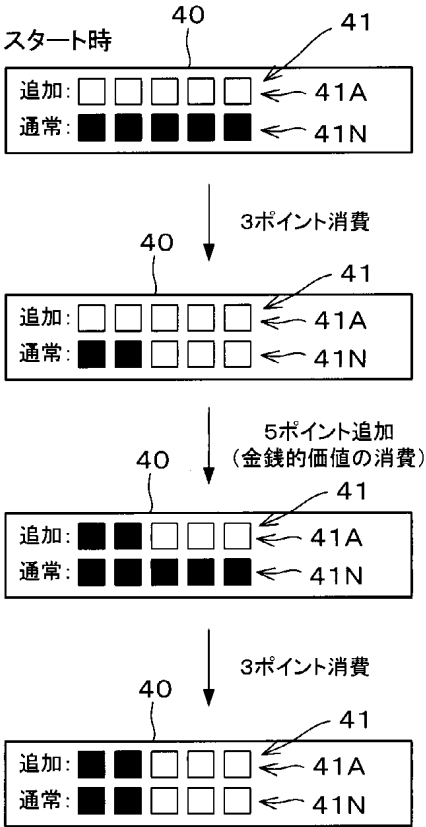 40
41
スタート時
追加: □□□□□ 41A
通常: ■■■■■ 41N
3ポイント消費
40
41
追加: □□□□□ 41A
通常: ■■□□□ 41N
5ポイント追加
(金銭的価値の消費)
40
41
追加: ■■□□□ 41A
通常: ■■■■■ 41N
3ポイント消費
40
41
追加: ■■□□□ 41A
通常: ■■□□□ 41N